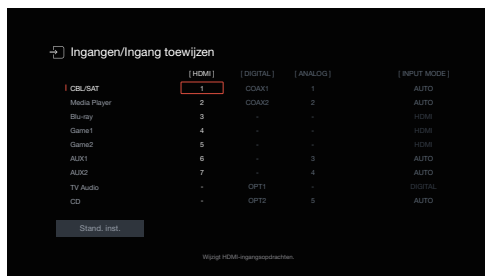 Ingangen/Ingang toewijzen
[ HDMI ] [ DIGITAL ] [ ANALOG ] [ INPUT MODE ]
CBL/SAT 1 COAX1 1 AUTO
Media Player 2 COAX2 2 AUTO
Blu-ray 3 - - HDMI
Game1 4 - - HDMI
Game2 5 - - HDMI
AUX1 6 - 3 AUTO
AUX2 7 - 4 AUTO
TV Audio - OPT1 - DIGITAL
CD - OPT2 5 AUTO
Stand. inst.
Wijzigt HDMI-ingangsopdrachten.